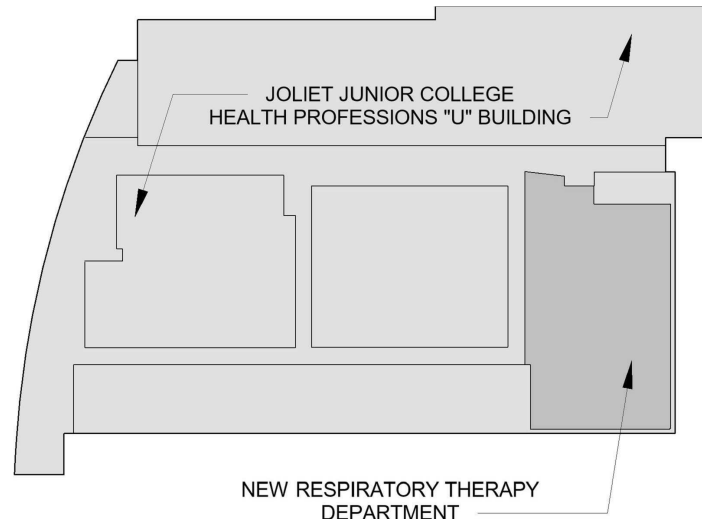 JOLIET JUNIOR COLLEGE
HEALTH PROFESSIONS "U" BUILDING
NEW RESPIRATORY THERAPY
DEPARTMENT